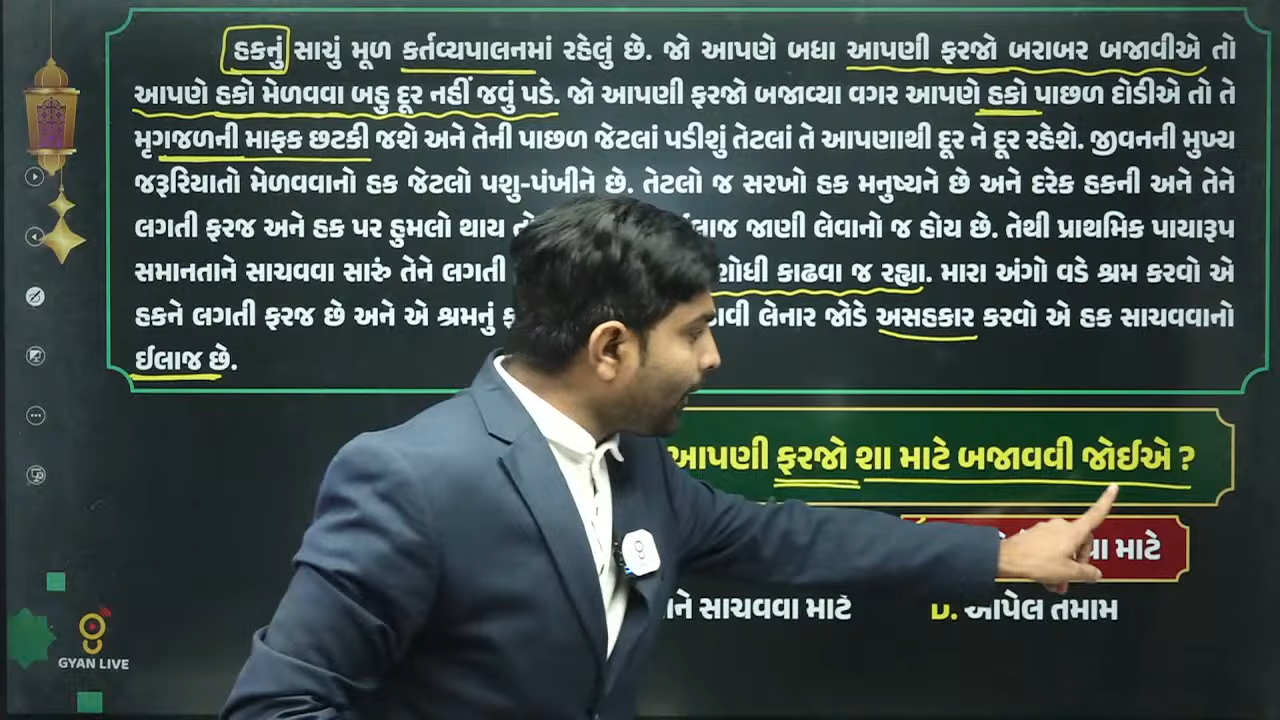 હકનું સાચું મૂળ કર્તવ્યપાલનમાં રહેલું છે. જો આપણે બધા આપણી ફરજો બરાબર બજાવીએ તો
આપણે હકો મેળવવા બહુ દૂર નહીં જવું પડે. જો આપણી ફરજો બજાવ્યા વગર આપણે હકો પાછળ દોડીએ તો તે
મૃગજળની માફક છટકી જશે અને તેની પાછળ જેટલાં પડીશું તેટલાં તે આપણાથી દૂર ને દૂર રહેશે. જીવનની મુખ્ય
જરૂરિયાતો મેળવવાનો હક જેટલો પશુ-પંખીને છે. તેટલો જ સરખો હક મનુષ્યને છે અને દરેક હકની અને તેને
લગતી ફરજ અને હક પર હુમલો થાય જાણી લેવાનો જ હોય છે. તેથી પ્રાથમિક પાયારૂપ
સમાનતાને સાચવવા સારું તેને લગતી શોધી કાઢવા જ રહ્યા. મારા અંગો વડે શ્રમ કરવો એ
હકને લગતી ફરજ છે અને એ શ્રમનું લેનાર જોડે અસહકાર કરવો એ હક સાચવવાનો
ઈલાજ છે.
આપણી ફરજો શા માટે બજાવવી જોઈએ ?
માટે
સાચવવા માટે
D. આપેલ તમામ
GYAN LIVE